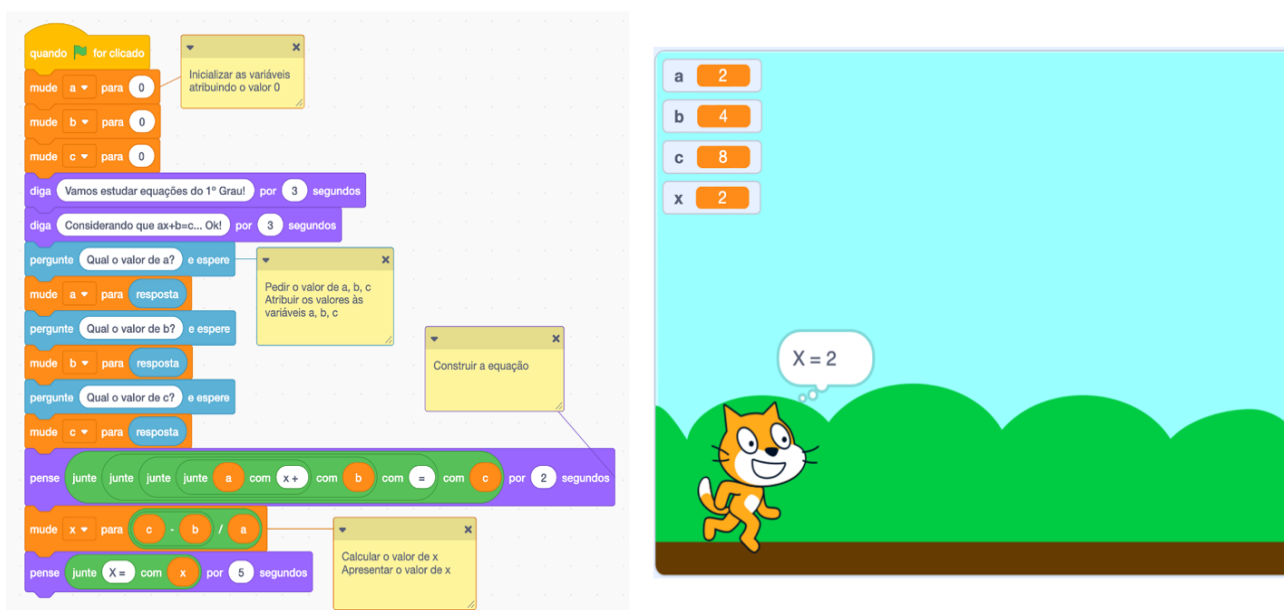 quando for clicado
mude a para 0
Inicializar as variáveis
atribuindo o valor 0
mude b para 0
mude c para 0
diga Vamos estudar equações do 1º Grau! por 3 segundos
diga Considerando que ax+b=c... Ok! por 3 segundos
pergunte Qual o valor de a? e espere
Pedir o valor de a, b, c
Atribuir os valores às
variáveis a, b, c
mude a para resposta
pergunte Qual o valor de b? e espere
mude b para resposta
pergunte Qual o valor de c? e espere
mude c para resposta
Construir a equação
pense junte junte junte junte a com x + com b com = com c por 2 segundos
mude x para c - b / a
Calcular o valor de x
Apresentar o valor de x
pense junte X = com x por 5 segundos
a 2
b 4
c 8
x 2
X = 2